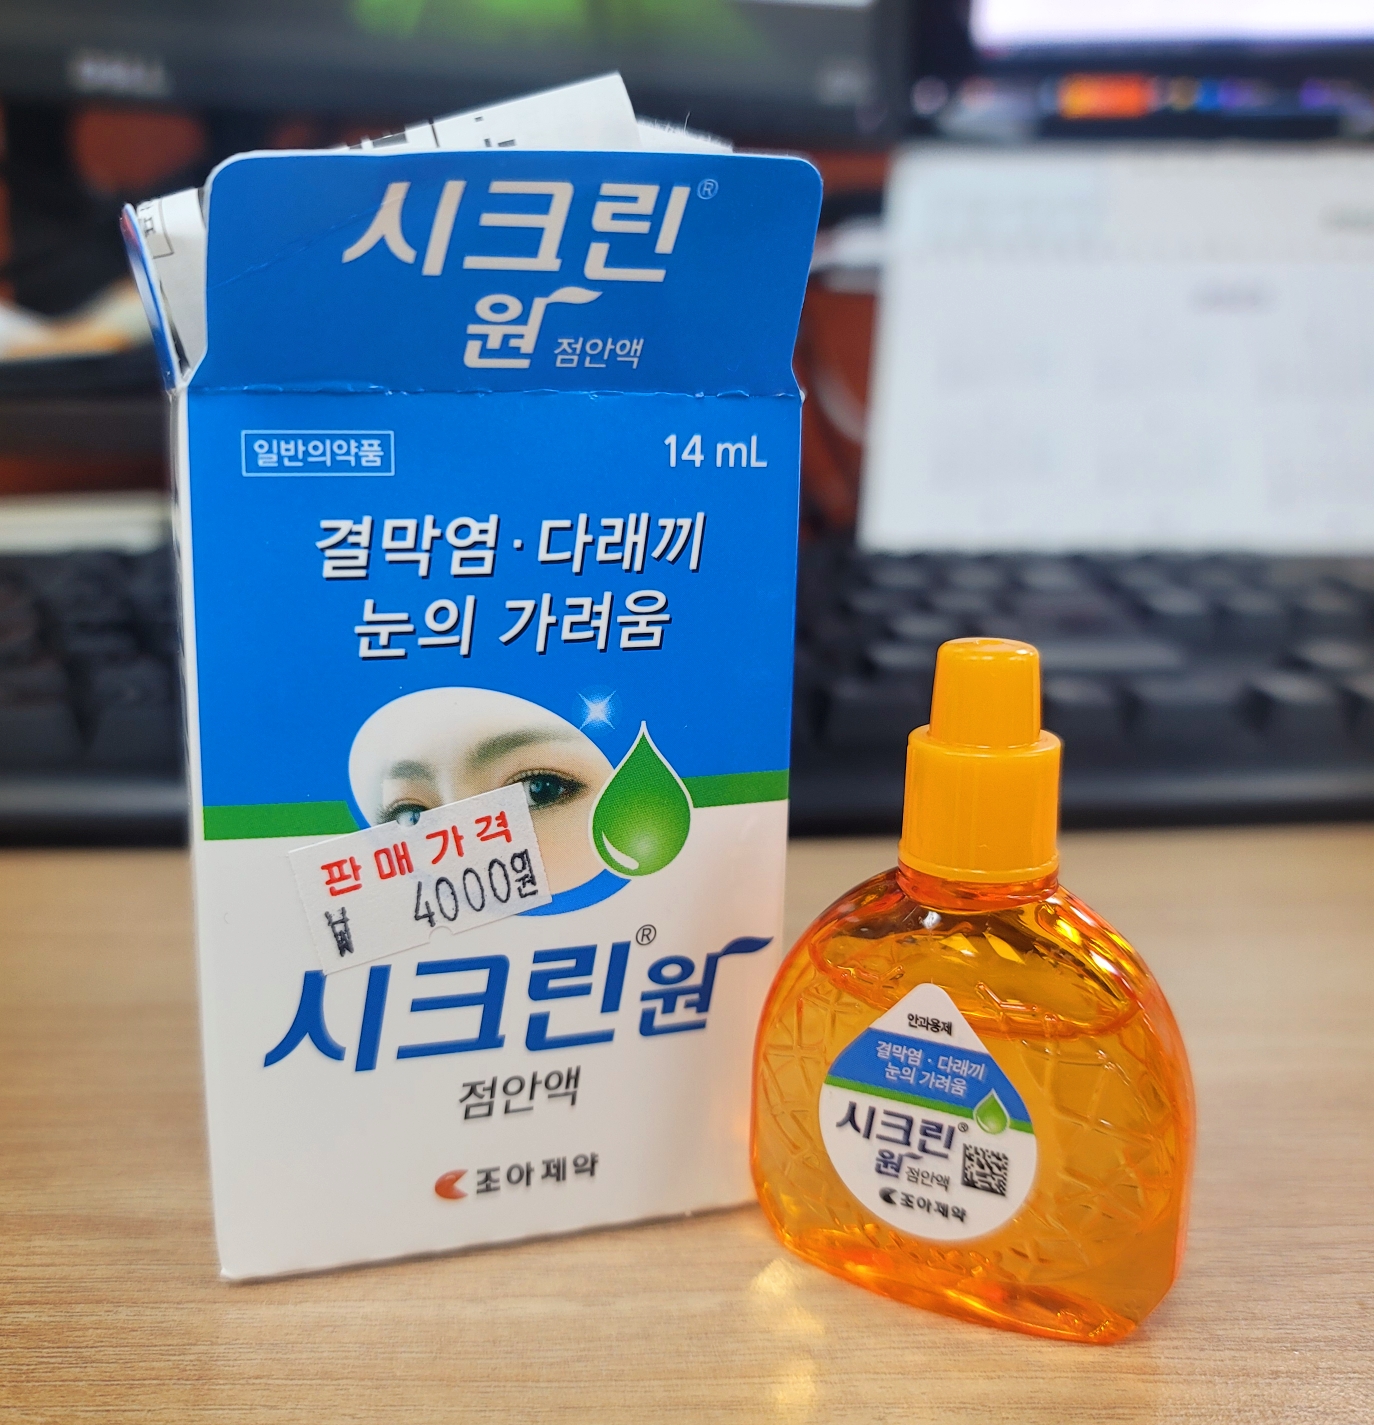 DELL
시크린®
원 점안액
일반의약품
14 mL
결막염·다래끼
눈의 가려움
판매가격
4000원
시크린®원
점안액
조아제약
안과용제
결막염·다래끼
눈의 가려움
시크린®
원 점안액
조아제약